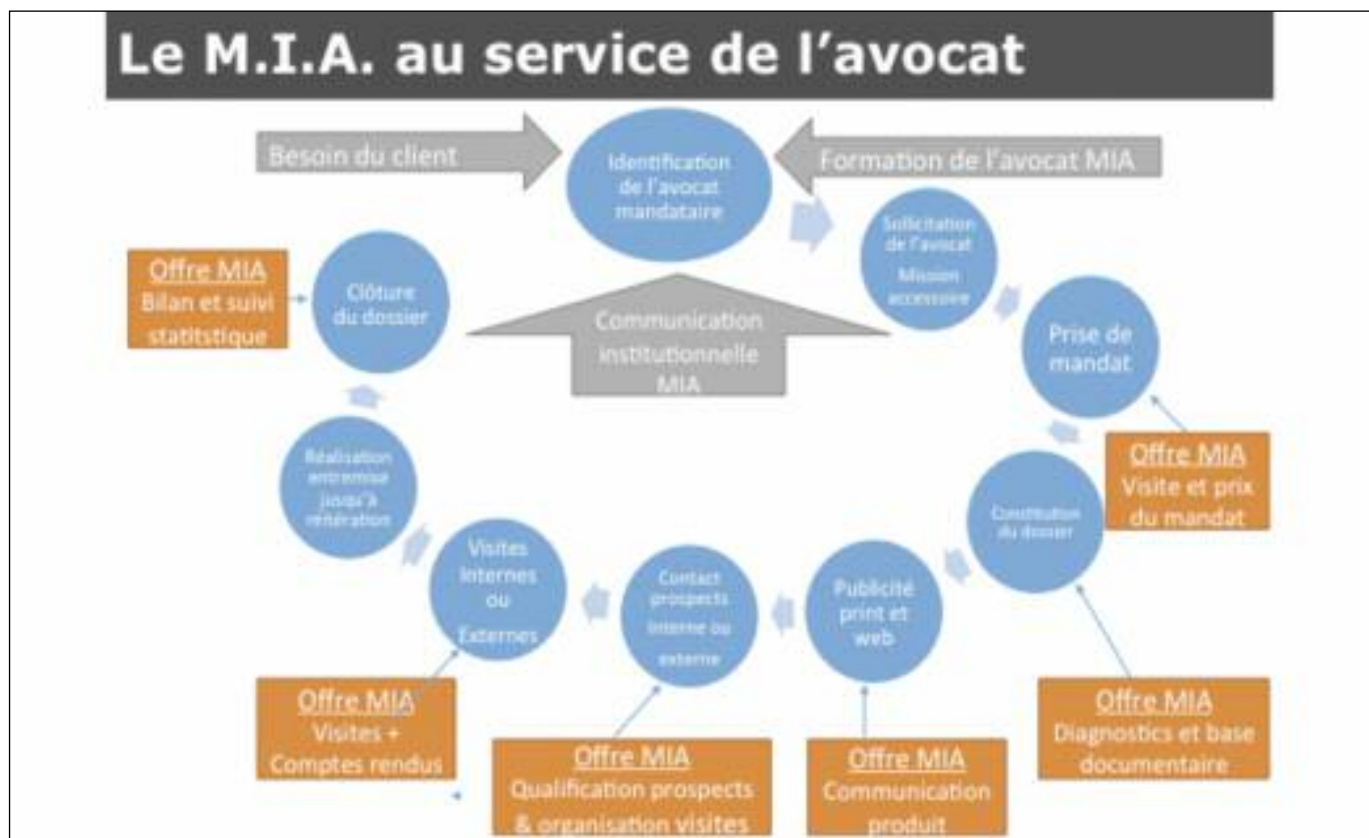 Le M.I.A. au service de l'avocat
Besoin du client
Identification
de l'avocat
mandataire
Formation de l'avocat MIA
Sollicitation
de l'avocat
Mission
accessoire
Prise de
mandat
Offre MIA
Visite et prix
du mandat
Constitution
du dossier
Offre MIA
Diagnostics et base
documentaire
Publicité
print et
web
Offre MIA
Communication
produit
Contact
prospects
Interne ou
externe
Offre MIA
Qualification prospects
& organisation visites
Visites
Internes
ou
Externes
Offre MIA
Visites +
Comptes rendus
Réalisation
entremise
jusqu'à
rénération
Clôture
du dossier
Offre MIA
Bilan et suivi
statitstique
Communication
institutionnelle
MIA